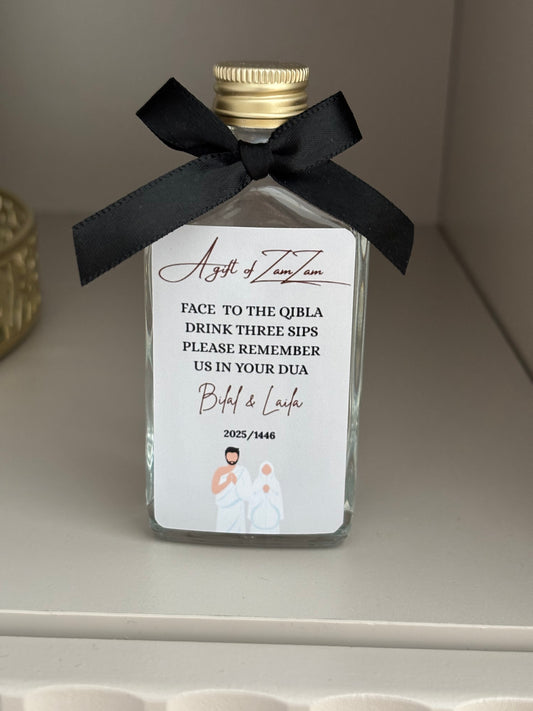 A gift of ZamZam
FACE TO THE QIBLA
DRINK THREE SIPS
PLEASE REMEMBER
US IN YOUR DUA
Bilal & Laila
2025/1446